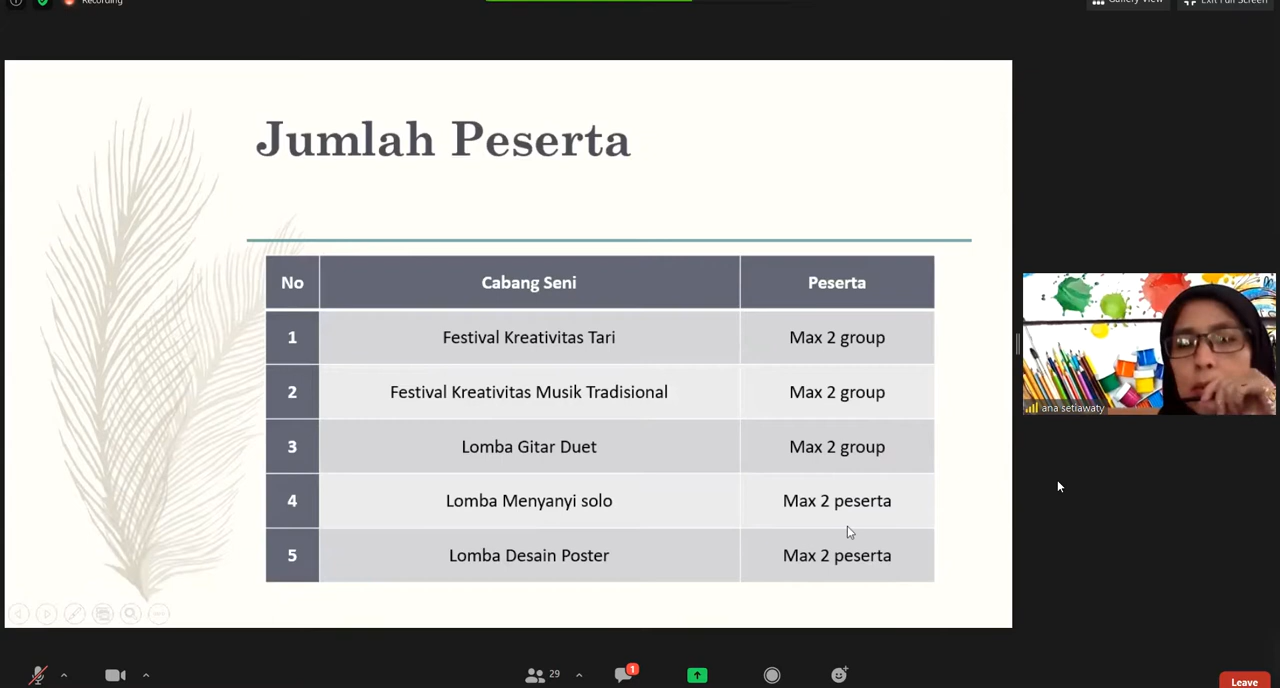 Recording
Gallery View
Exit Full Screen
Jumlah Peserta
No Cabang Seni Peserta
1 Festival Kreativitas Tari Max 2 group
2 Festival Kreativitas Musik Tradisional Max 2 group
3 Lomba Gitar Duet Max 2 group
4 Lomba Menyanyi solo Max 2 peserta
5 Lomba Desain Poster Max 2 peserta
ana setiawaty
29
1
Leave